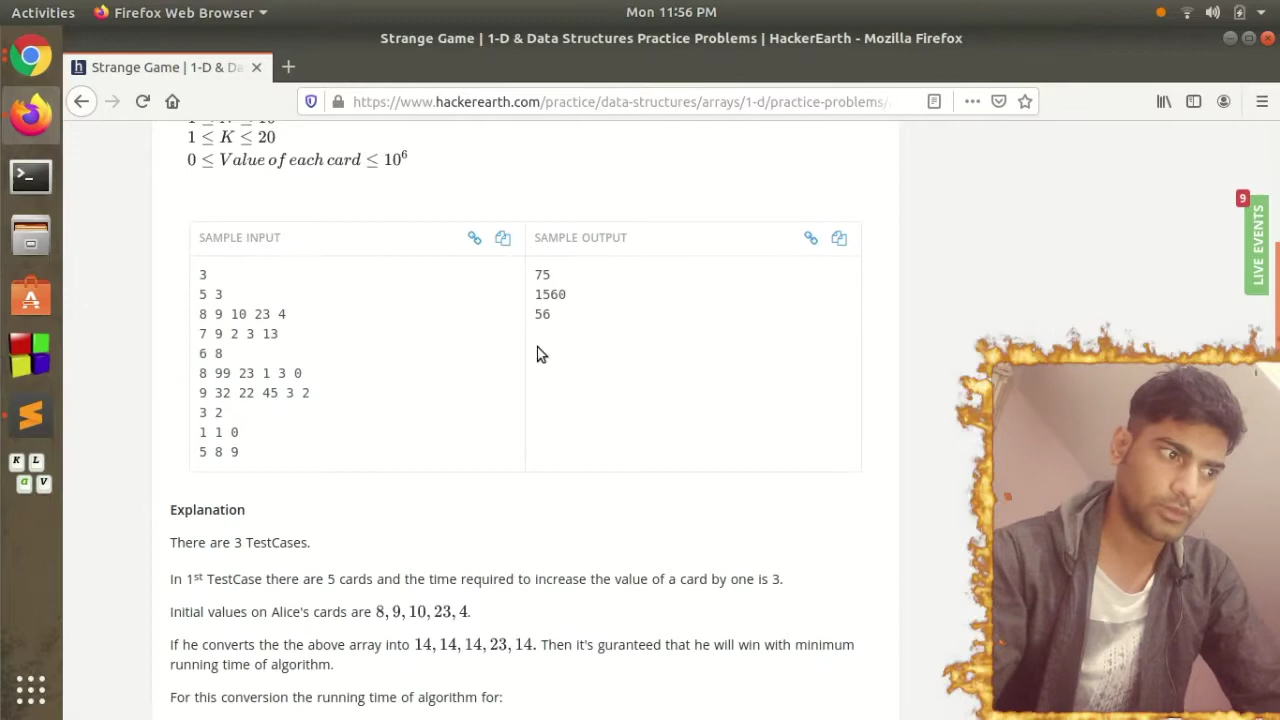 Activities Firefox Web Browser Mon 11:56 PM
Strange Game | 1-D & Data Structures Practice Problems | HackerEarth - Mozilla Firefox
Strange Game | 1-D & Da
https://www.hackerearth.com/practice/data-structures/arrays/1-d/practice-problems/
1 ≤ K ≤ 20
0 ≤ Value of each card ≤ 10^6
SAMPLE INPUT
3
5 3
8 9 10 23 4
7 9 2 3 13
6 8
8 99 23 1 3 0
9 32 22 45 3 2
3 2
1 1 0
5 8 9
SAMPLE OUTPUT
75
1560
56
Explanation
There are 3 TestCases.
In 1st TestCase there are 5 cards and the time required to increase the value of a card by one is 3.
Initial values on Alice's cards are 8, 9, 10, 23, 4.
If he converts the the above array into 14, 14, 14, 23, 14. Then it's guranteed that he will win with minimum
running time of algorithm.
For this conversion the running time of algorithm for:
9
LIVE EVENTS
K L
a V